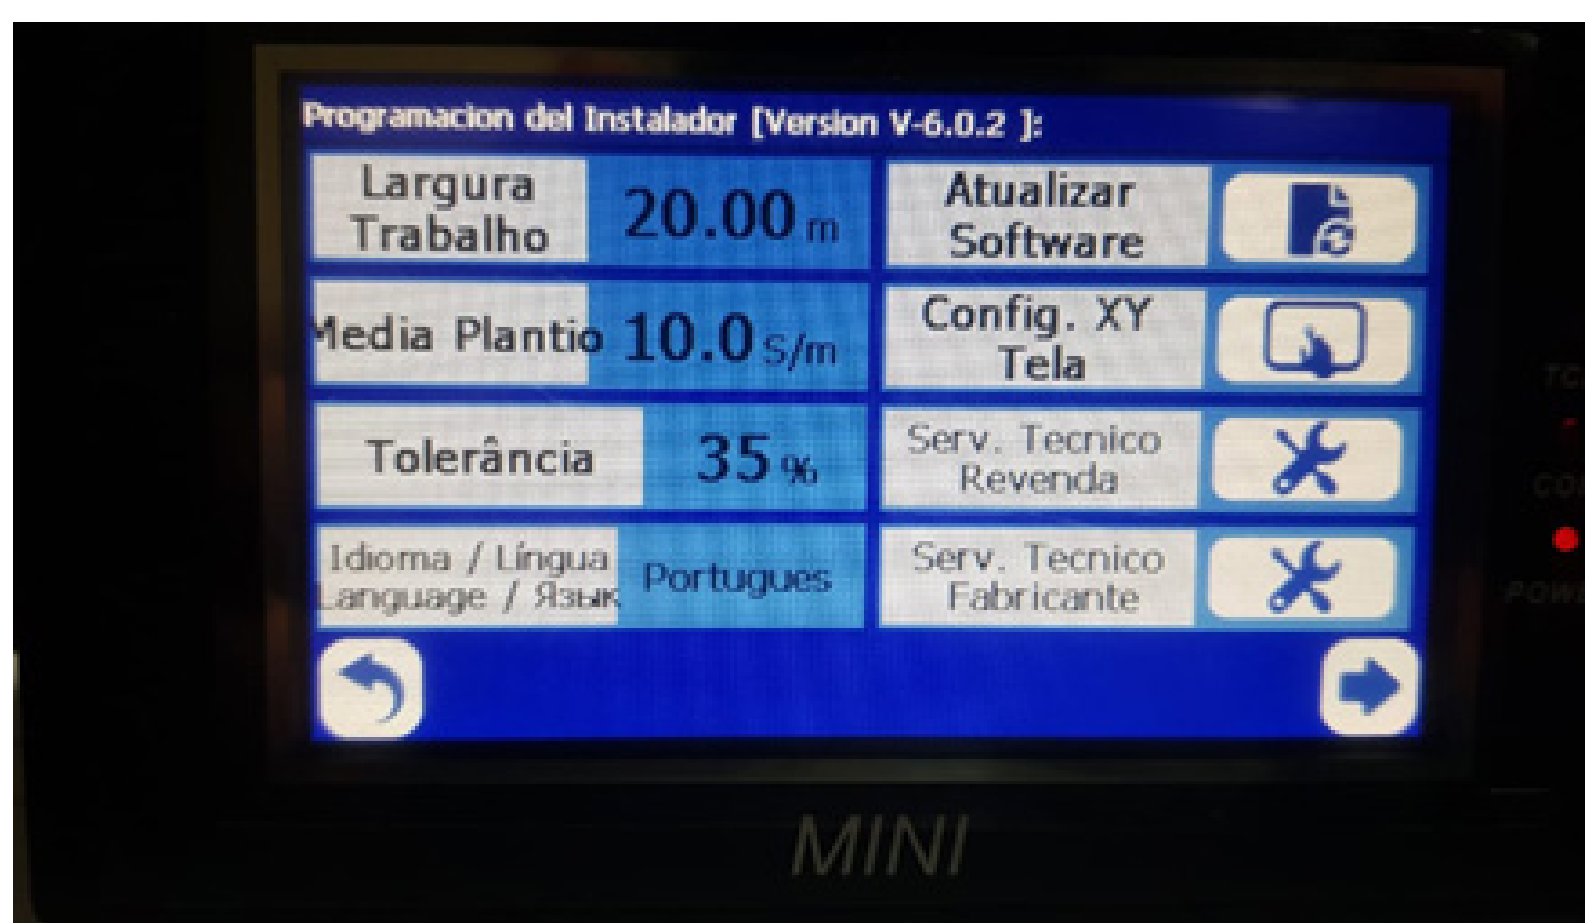 Programacion del Instalador [Version V-6.0.2 ]:
Largura
Trabalho
20.00 m
Atualizar
Software
Media Plantio
10.0 s/m
Config. XY
Tela
Tolerância
35 %
Serv. Tecnico
Revenda
Idioma / Língua
Language / Язык
Portugues
Serv. Tecnico
Fabricante
MINI